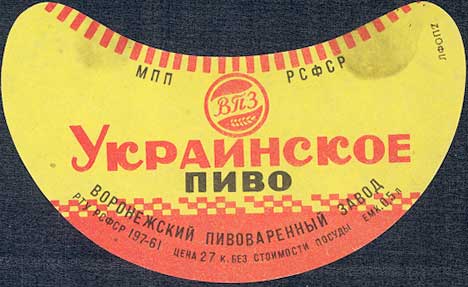 МПП РСФСР
ЛФОПZ
ВПЗ
УКРАИНСКОЕ
ПИВО
ВОРОНЕЖСКИЙ ПИВОВАРЕННЫЙ ЗАВОД
РТУ РСФСР 197-61 ЦЕНА 27 К. БЕЗ СТОИМОСТИ ПОСУДЫ ЕМК. 0,5 л